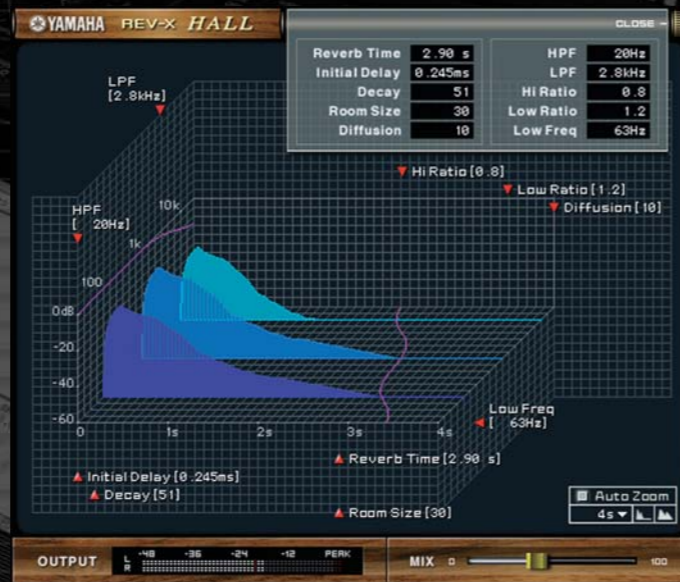 YAMAHA REV-X HALL
CLOSE
Reverb Time 2.90 s
Initial Delay 0.245ms
Decay 51
Room Size 30
Diffusion 10
HPF 20Hz
LPF 2.8kHz
Hi Ratio 0.8
Low Ratio 1.2
Low Freq 63Hz
LPF
[2.8kHz]
Hi Ratio [0.8]
Low Ratio [1.2]
Diffusion [10]
HPF
[ 20Hz]
10k
1k
100
0dB
-20
-40
-60
0 1s 2s 3s 4s
Low Freq
[ 63Hz]
Reverb Time [2.90 s]
Initial Delay [0.245ms]
Decay [51]
Room Size [30]
Auto Zoom
4s
OUTPUT L R -48 -36 -24 -12 PEAK
MIX 0 100